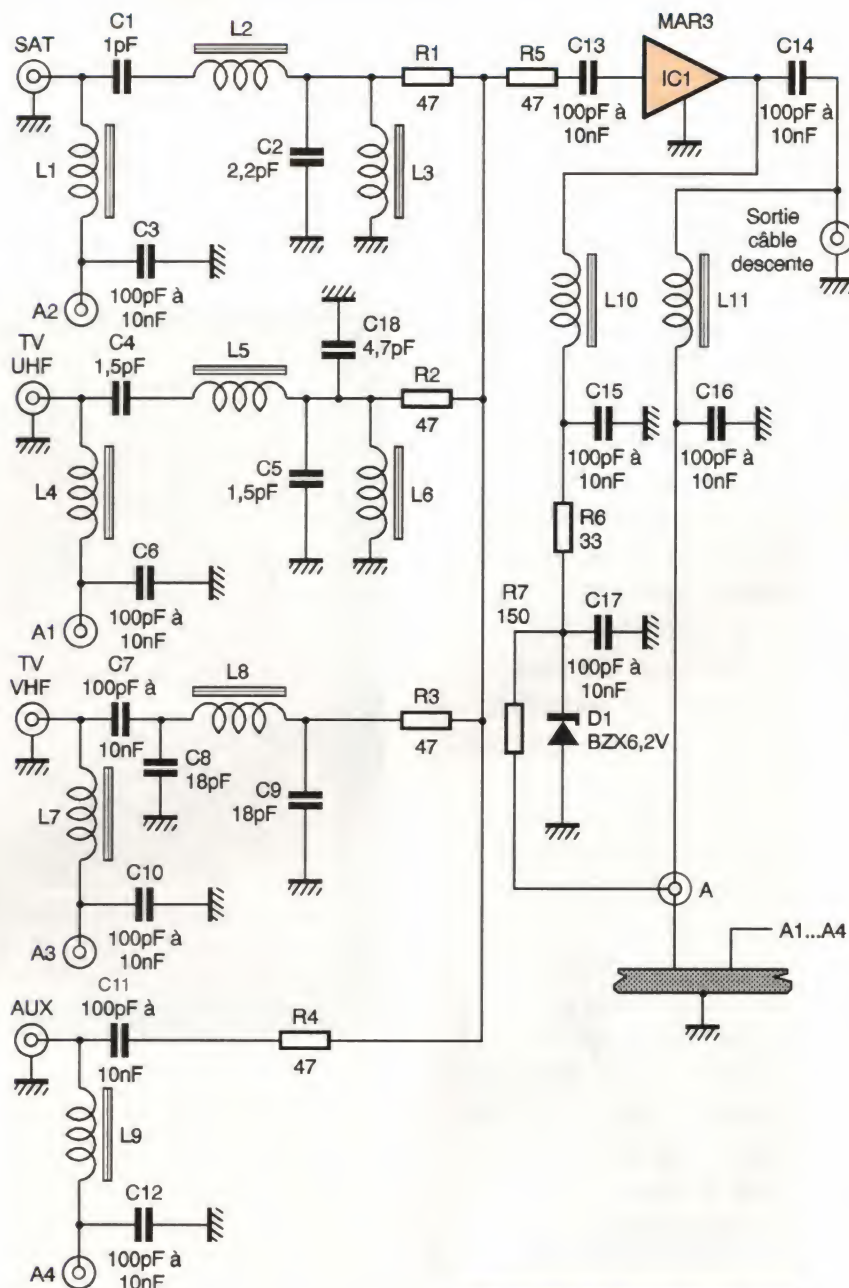 SAT
C1
1pF
L2
R1
47
R5
47
C13
100pF à
10nF
MAR3
IC1
C14
100pF à
10nF
L1
C2
2,2pF
L3
C3
100pF à
10nF
A2
Sortie
câble
descente
L10
L11
TV
UHF
C4
1,5pF
L5
C18
4,7pF
R2
47
C15
100pF à
10nF
C16
100pF à
10nF
L4
C5
1,5pF
L6
R6
33
C6
100pF à
10nF
A1
R7
150
C17
100pF à
10nF
TV
VHF
C7
100pF à
10nF
L8
R3
47
D1
BZX6,2V
C8
18pF
C9
18pF
L7
C10
100pF à
10nF
A3
A
A1...A4
AUX
C11
100pF à
10nF
R4
47
L9
C12
100pF à
10nF
A4